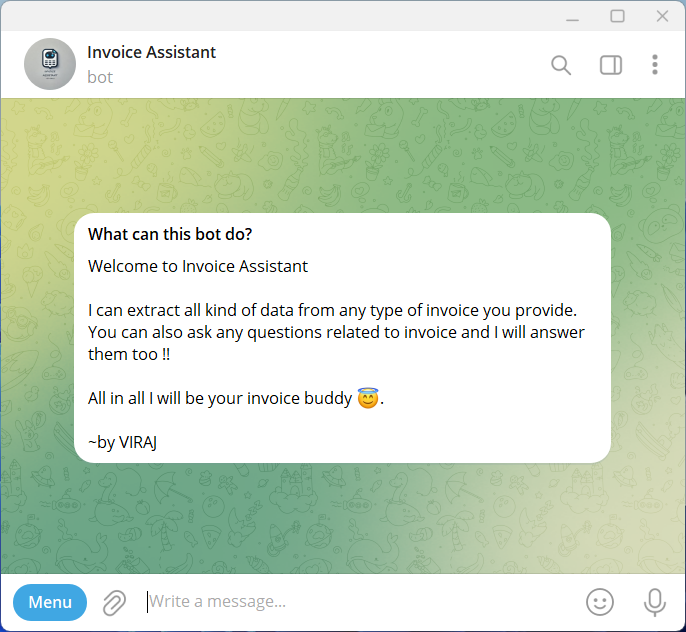 Invoice Assistant
bot
What can this bot do?
Welcome to Invoice Assistant
I can extract all kind of data from any type of invoice you provide.
You can also ask any questions related to invoice and I will answer
them too !!
All in all I will be your invoice buddy 😇.
~by VIRAJ
Menu
Write a message...